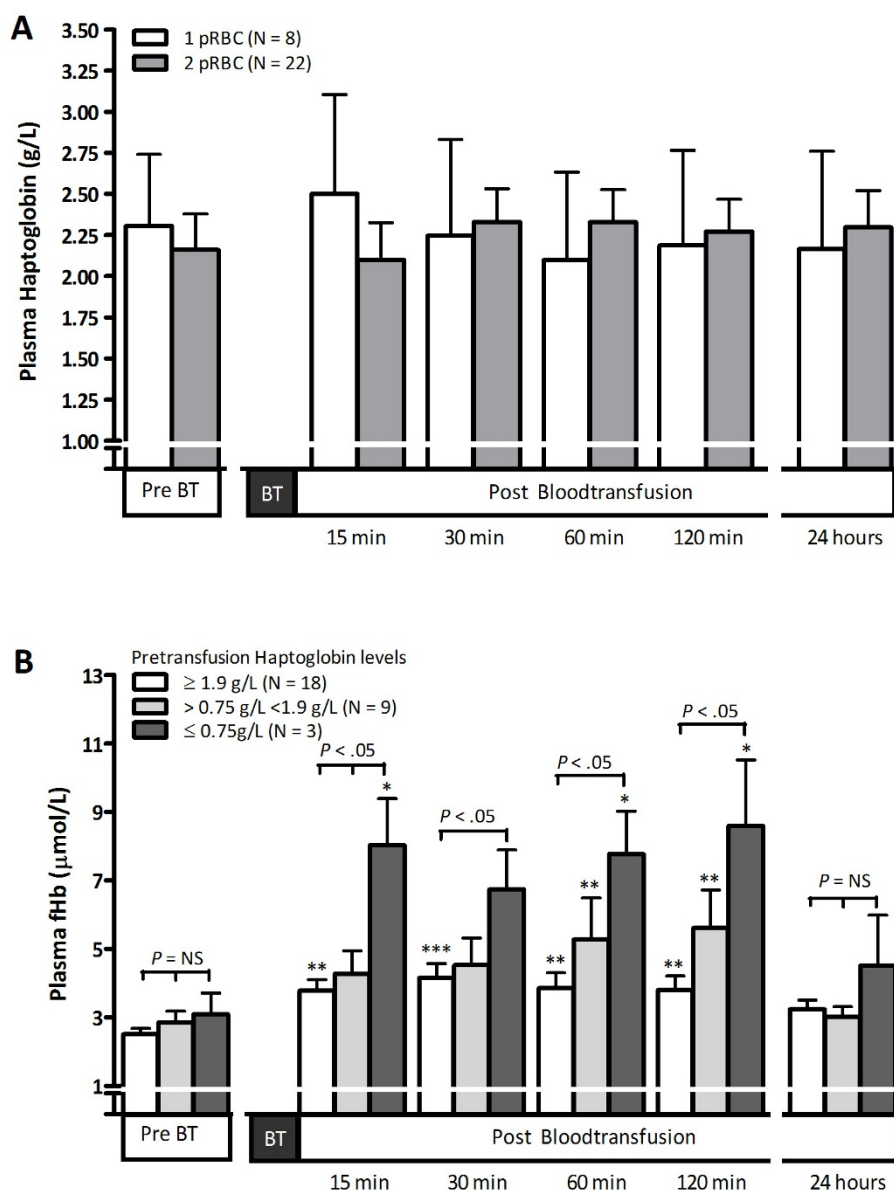 A
1 pRBC (N = 8)
2 pRBC (N = 22)
Plasma Haptoglobin (g/L)
3.50
3.25
3.00
2.75
2.50
2.25
2.00
1.75
1.50
1.25
1.00
Pre BT
BT
Post Bloodtransfusion
15 min 30 min 60 min 120 min 24 hours
B
Pretransfusion Haptoglobin levels
≥ 1.9 g/L (N = 18)
> 0.75 g/L <1.9 g/L (N = 9)
≤ 0.75g/L (N = 3)
Plasma fHb (μmol/L)
13
11
9
7
5
3
1
P = NS
P < .05
*
**
P < .05
***
P < .05
*
**
**
P < .05
*
**
**
P = NS
Pre BT
BT
Post Bloodtransfusion
15 min 30 min 60 min 120 min 24 hours